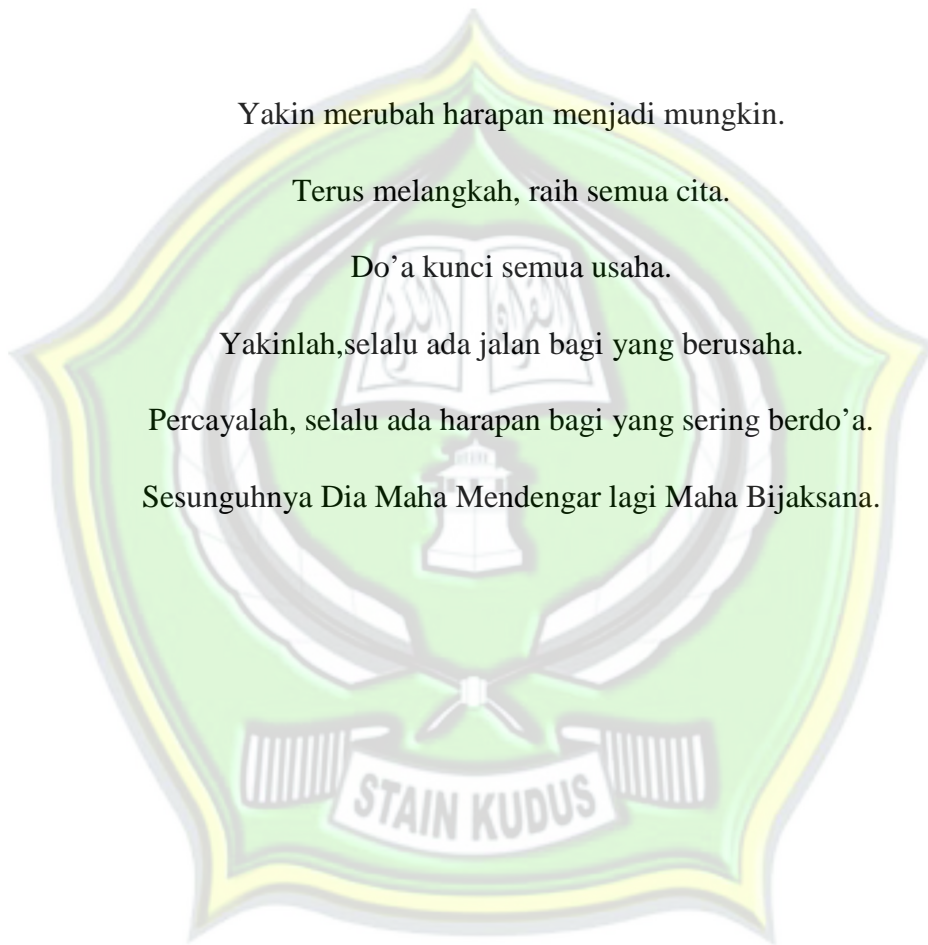 Yakin merubah harapan menjadi mungkin.
Terus melangkah, raih semua cita.
Do’a kunci semua usaha.
Yakinlah,selalu ada jalan bagi yang berusaha.
Percayalah, selalu ada harapan bagi yang sering berdo’a.
Sesunguhnya Dia Maha Mendengar lagi Maha Bijaksana.
STAIN KUDUS